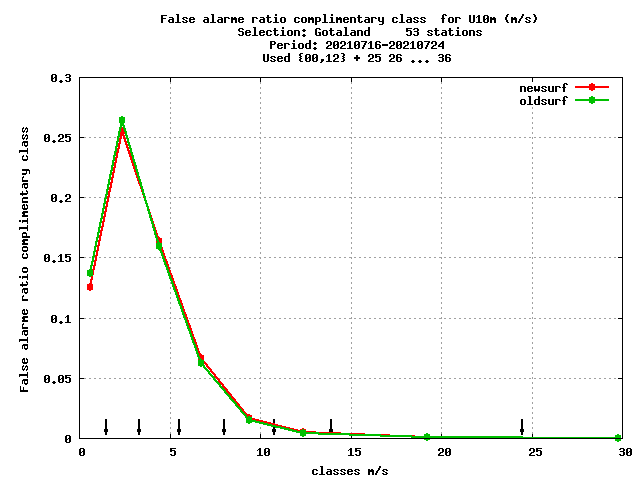 False alarme ratio complimentary class  for U10m (m/s)
Selection: Gotaland     53 stations
Period: 20210716-20210724
Used {00,12} + 25 26 ... 36
newsurf
oldsurf
0.3
0.25
0.2
0.15
0.1
0.05
0
False alarme ratio complimentary class
0 5 10 15 20 25 30
classes m/s